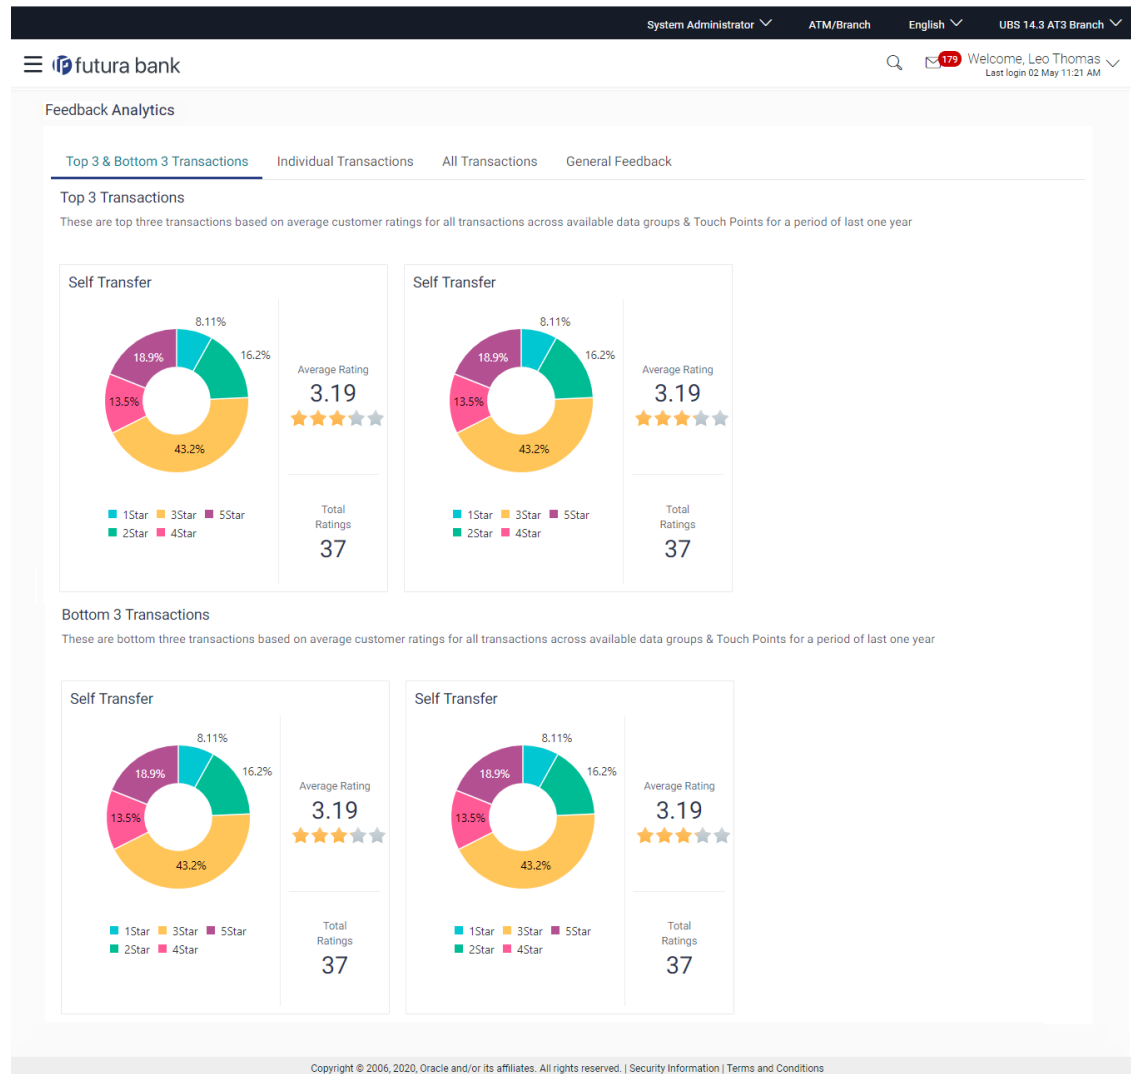 System Administrator ATM/Branch English UBS 14.3 AT3 Branch
futura bank 179 Welcome, Leo Thomas
Last login 02 May 11:21 AM
Feedback Analytics
Top 3 & Bottom 3 Transactions Individual Transactions All Transactions General Feedback
Top 3 Transactions
These are top three transactions based on average customer ratings for all transactions across available data groups & Touch Points for a period of last one year
Self Transfer
8.11%
16.2%
18.9%
13.5%
43.2%
1Star 3Star 5Star
2Star 4Star
Average Rating
3.19
Total
Ratings
37
Self Transfer
8.11%
16.2%
18.9%
13.5%
43.2%
1Star 3Star 5Star
2Star 4Star
Average Rating
3.19
Total
Ratings
37
Bottom 3 Transactions
These are bottom three transactions based on average customer ratings for all transactions across available data groups & Touch Points for a period of last one year
Self Transfer
8.11%
16.2%
18.9%
13.5%
43.2%
1Star 3Star 5Star
2Star 4Star
Average Rating
3.19
Total
Ratings
37
Self Transfer
8.11%
16.2%
18.9%
13.5%
43.2%
1Star 3Star 5Star
2Star 4Star
Average Rating
3.19
Total
Ratings
37
Copyright © 2006, 2020, Oracle and/or its affiliates. All rights reserved. | Security Information | Terms and Conditions